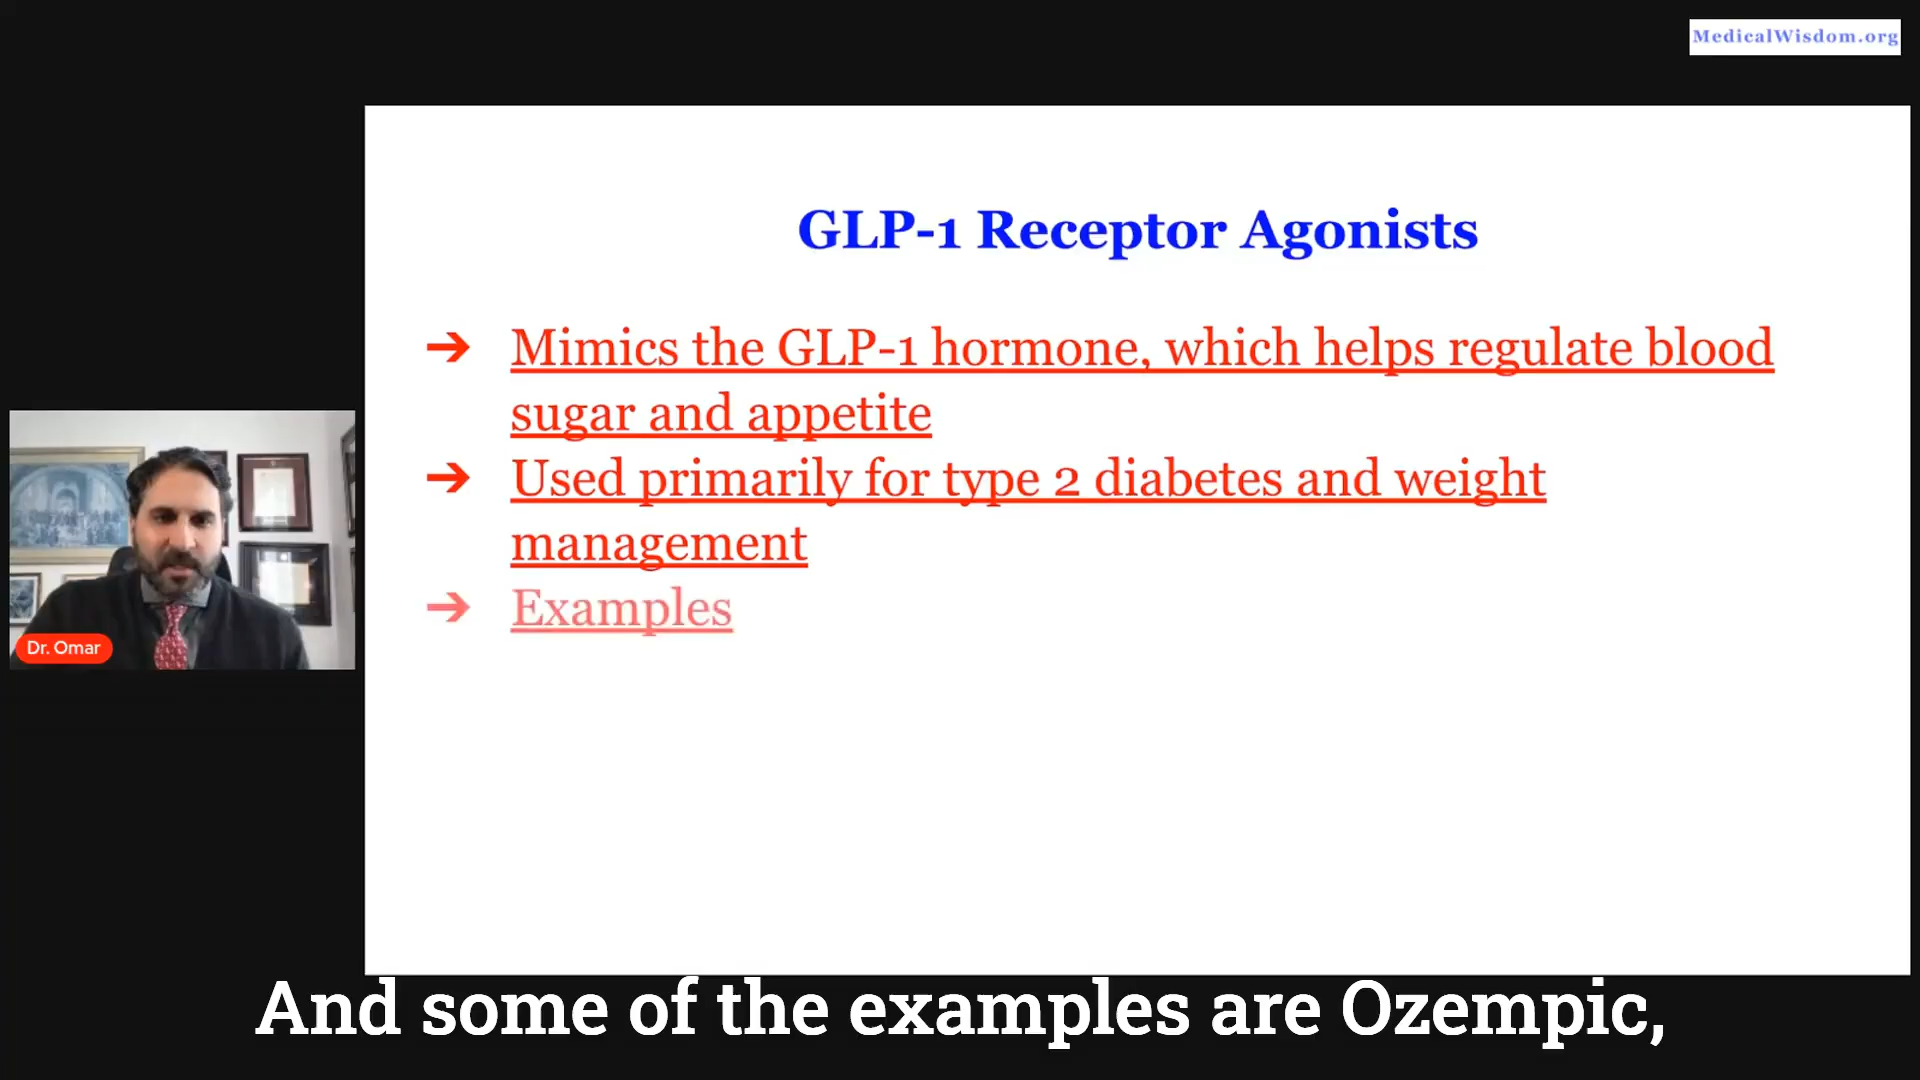 MedicalWisdom.org
GLP-1 Receptor Agonists
➔ Mimics the GLP-1 hormone, which helps regulate blood
sugar and appetite
➔ Used primarily for type 2 diabetes and weight
management
➔ Examples
Dr. Omar
And some of the examples are Ozempic,